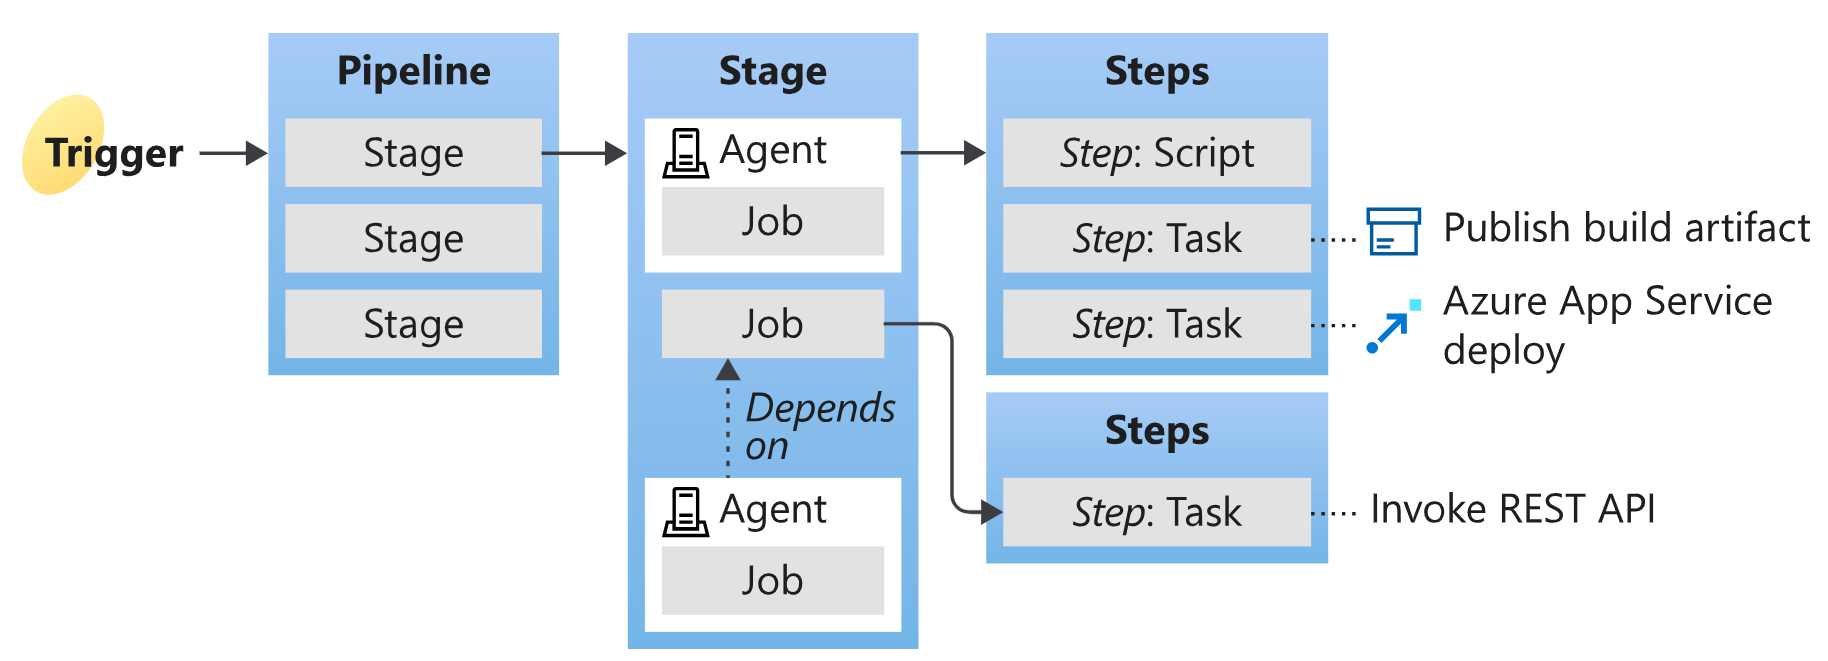 Trigger
Pipeline
Stage
Stage
Stage
Stage
Agent
Job
Job
Depends
on
Agent
Job
Steps
Step: Script
Step: Task
Publish build artifact
Step: Task
Azure App Service
deploy
Steps
Step: Task
Invoke REST API